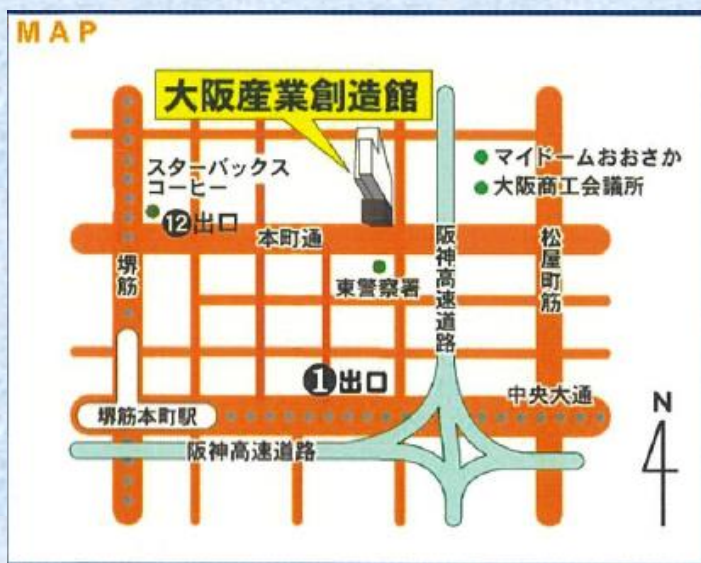 MAP
大阪産業創造館
スターバックス
コーヒー
マイドームおおさか
大阪商工会議所
⓬出口
本町通
堺筋
阪神高速道路
松屋町筋
東警察署
❶出口
中央大通
堺筋本町駅
阪神高速道路
N